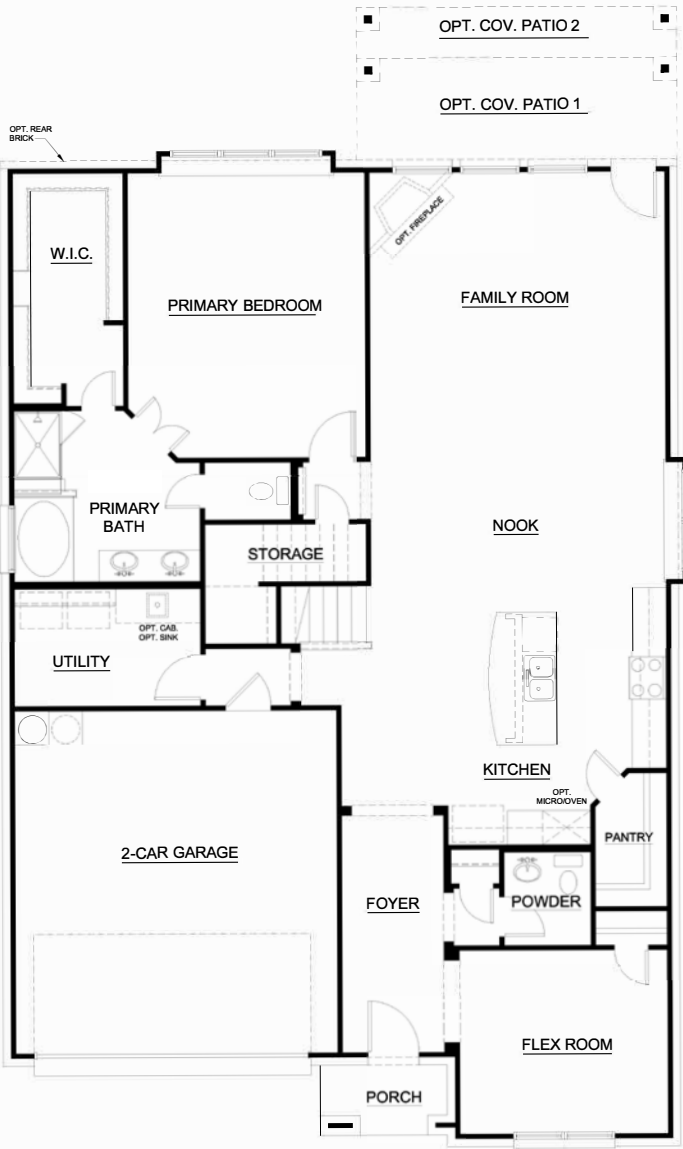 OPT. COV. PATIO 2
OPT. COV. PATIO 1
OPT. REAR
BRICK
OPT. FIREPLACE
W.I.C.
PRIMARY BEDROOM
FAMILY ROOM
PRIMARY
BATH
NOOK
STORAGE
OPT. CAB.
OPT. SINK
UTILITY
KITCHEN
OPT.
MICRO/OVEN
PANTRY
2-CAR GARAGE
FOYER
POWDER
FLEX ROOM
PORCH